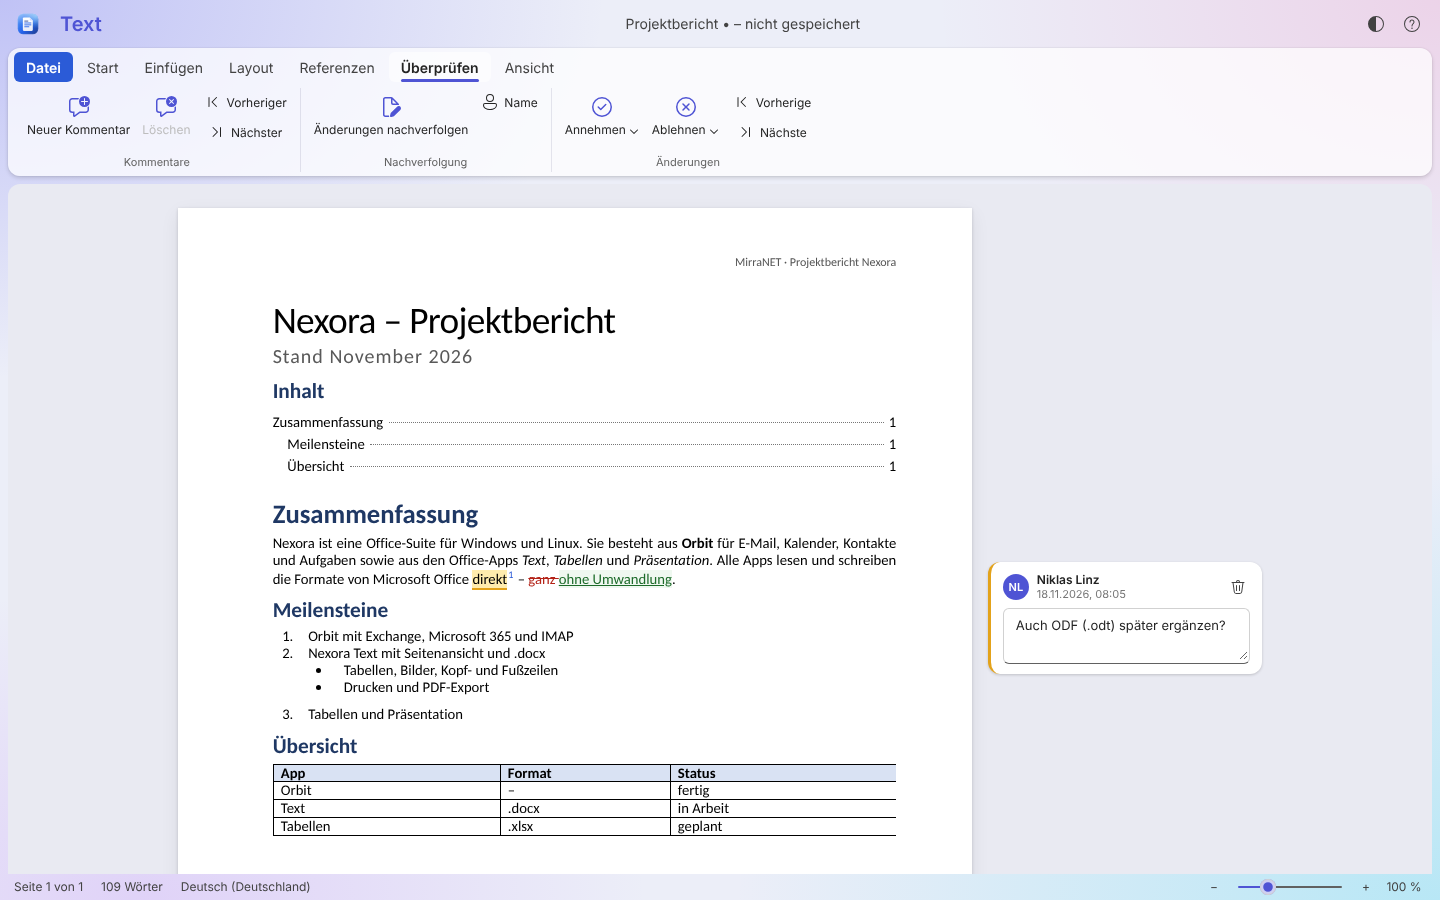 Text
Projektbericht • – nicht gespeichert
Datei
Start
Einfügen
Layout
Referenzen
Überprüfen
Ansicht
Neuer Kommentar
Löschen
Vorheriger
Nächster
Kommentare
Änderungen nachverfolgen
Name
Nachverfolgung
Annehmen
Ablehnen
Vorherige
Nächste
Änderungen
MirraNET · Projektbericht Nexora
Nexora – Projektbericht
Stand November 2026
Inhalt
Zusammenfassung 1
Meilensteine 1
Übersicht 1
Zusammenfassung
Nexora ist eine Office-Suite für Windows und Linux. Sie besteht aus Orbit für E-Mail, Kalender, Kontakte
und Aufgaben sowie aus den Office-Apps Text, Tabellen und Präsentation. Alle Apps lesen und schreiben
die Formate von Microsoft Office direkt1 – ganz ohne Umwandlung.
Meilensteine
1. Orbit mit Exchange, Microsoft 365 und IMAP
2. Nexora Text mit Seitenansicht und .docx
• Tabellen, Bilder, Kopf- und Fußzeilen
• Drucken und PDF-Export
3. Tabellen und Präsentation
Übersicht
App Format Status
Orbit – fertig
Text .docx in Arbeit
Tabellen .xlsx geplant
NL
Niklas Linz
18.11.2026, 08:05
Auch ODF (.odt) später ergänzen?
Seite 1 von 1
109 Wörter
Deutsch (Deutschland)
− + 100 %